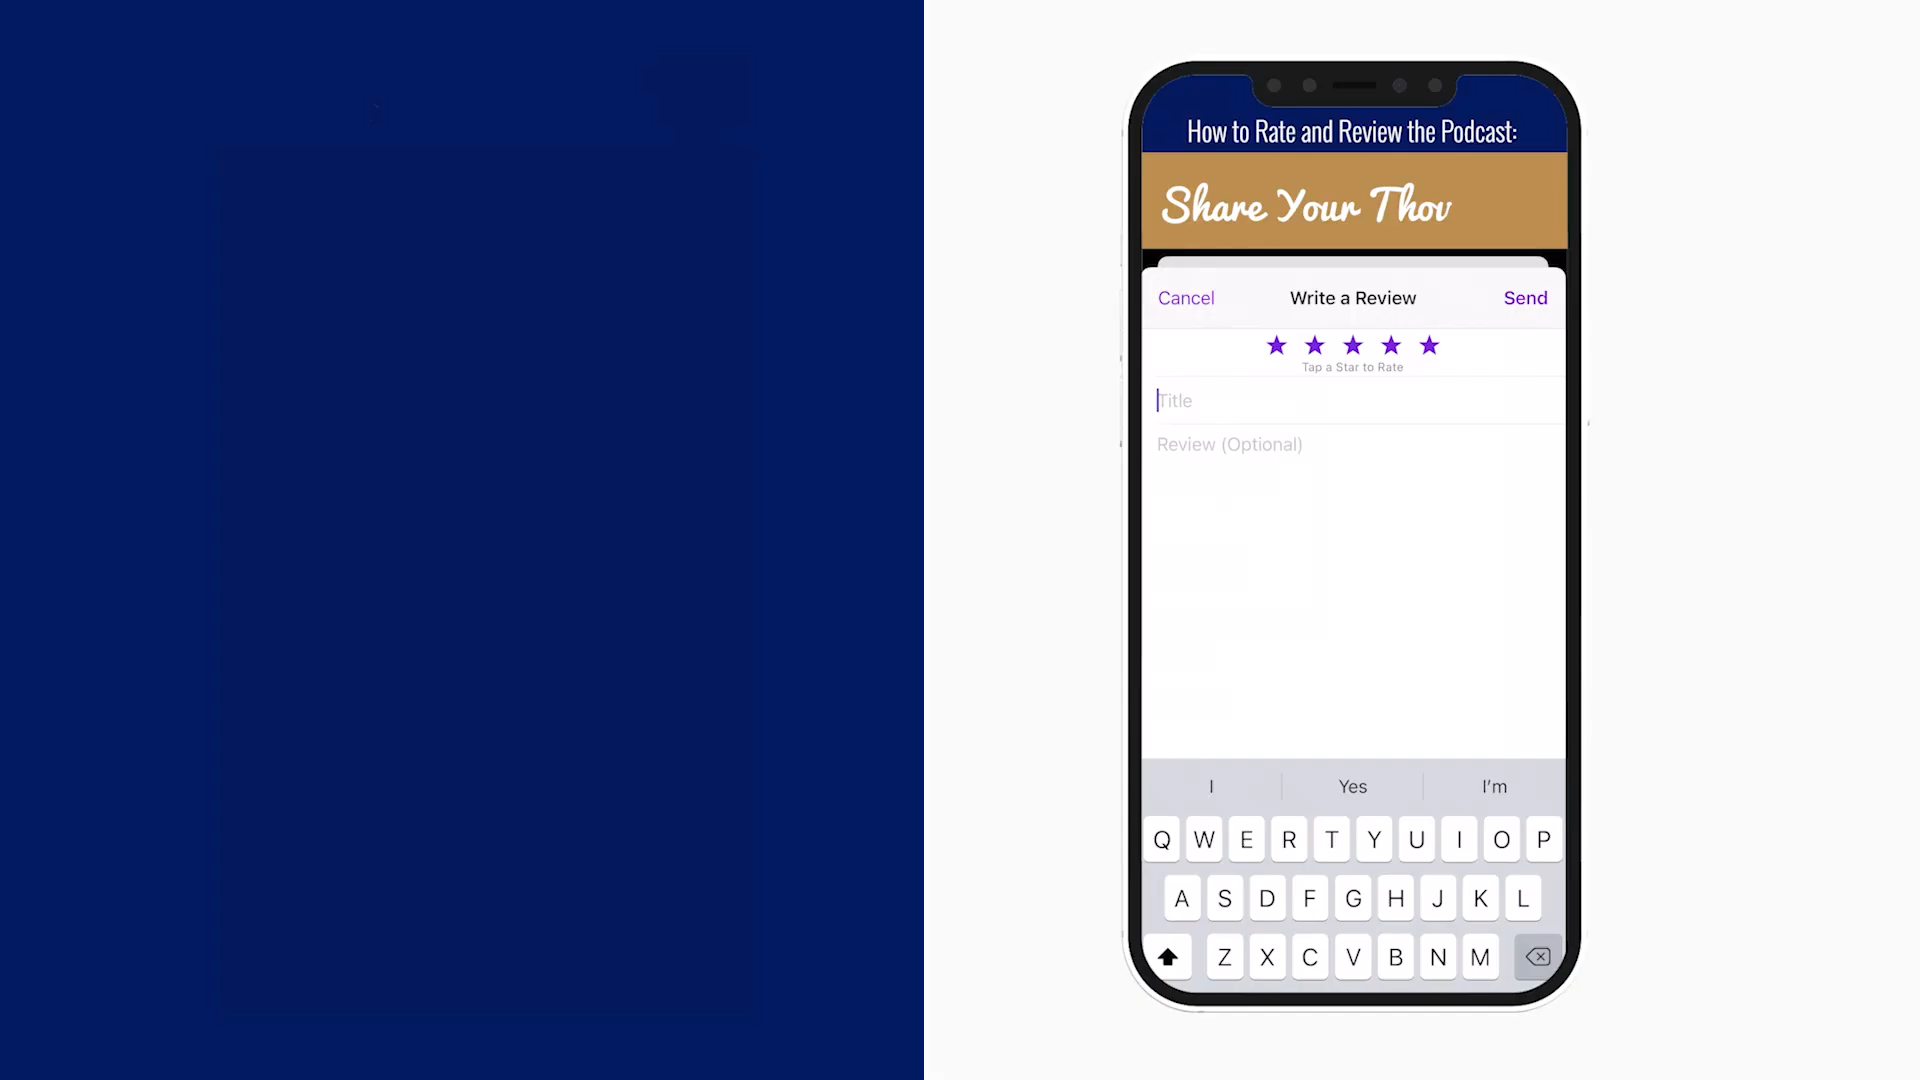 How to Rate and Review the Podcast:
Share Your Thou
Cancel Write a Review Send
Tap a Star to Rate
Title
Review (Optional)
I Yes I'm
Q W E R T Y U I O P
A S D F G H J K L
Z X C V B N M